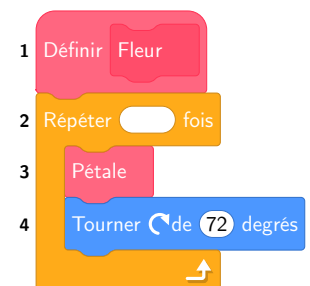 1 Définir Fleur
2 Répéter fois
3 Pétale
4 Tourner de 72 degrés